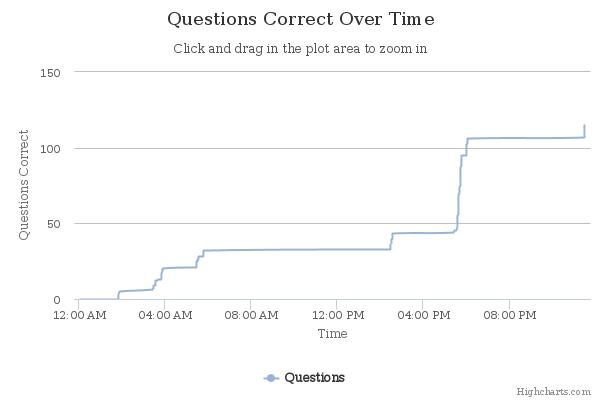 Questions Correct Over Time
Click and drag in the plot area to zoom in
Questions Correct
150
100
50
0
12:00 AM 04:00 AM 08:00 AM 12:00 PM 04:00 PM 08:00 PM
Time
Questions
Highcharts.com